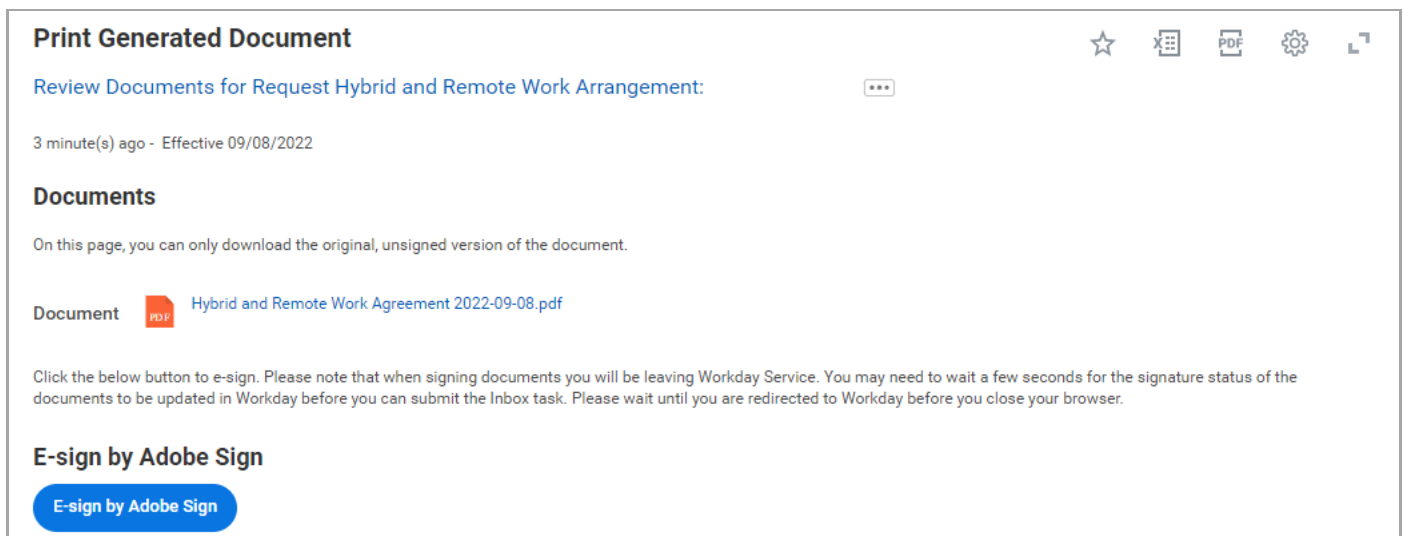 Print Generated Document
PDF
Review Documents for Request Hybrid and Remote Work Arrangement:
3 minute(s) ago - Effective 09/08/2022
Documents
On this page, you can only download the original, unsigned version of the document.
Document PDF Hybrid and Remote Work Agreement 2022-09-08.pdf
Click the below button to e-sign. Please note that when signing documents you will be leaving Workday Service. You may need to wait a few seconds for the signature status of the
documents to be updated in Workday before you can submit the Inbox task. Please wait until you are redirected to Workday before you close your browser.
E-sign by Adobe Sign
E-sign by Adobe Sign